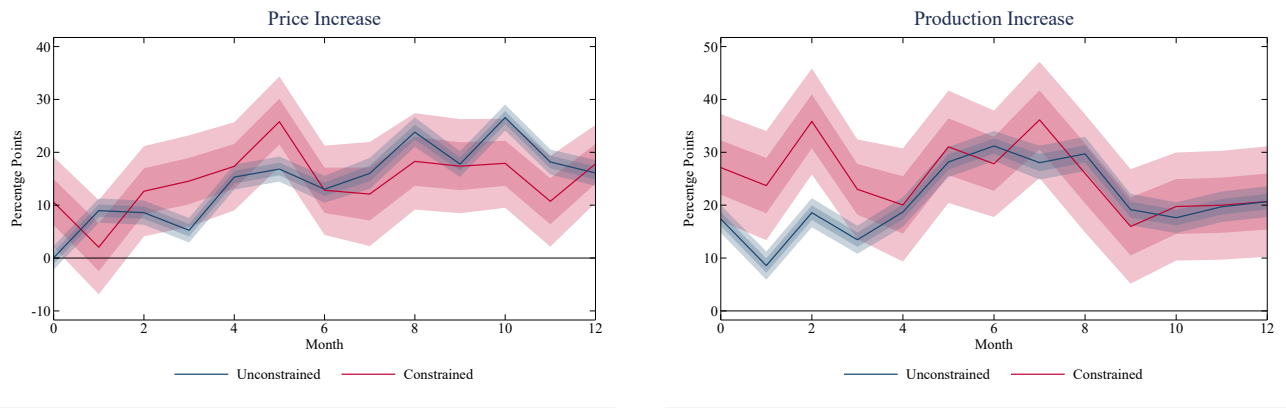 Price Increase
Percentge Points
40
30
20
10
0
-10
0 2 4 6 8 10 12
Month
Unconstrained Constrained
Production Increase
Percentge Points
50
40
30
20
10
0
0 2 4 6 8 10 12
Month
Unconstrained Constrained